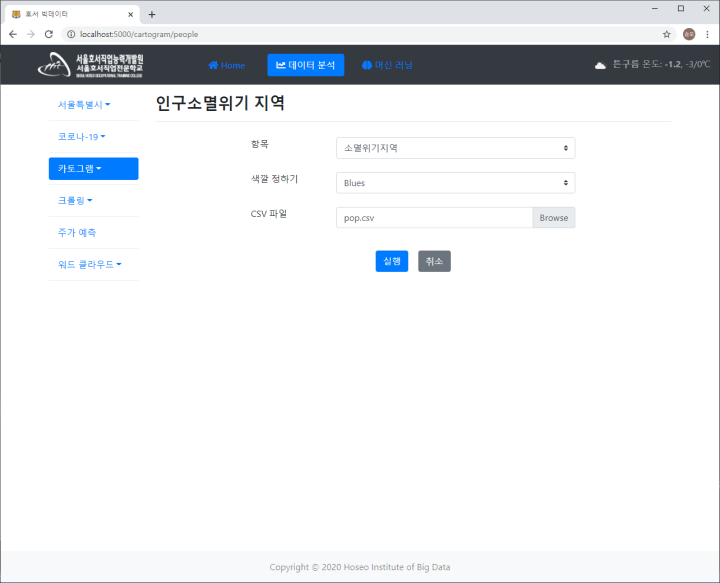 호서 빅데이터
localhost:5000/cartogram/people
서울호서직업능력개발원
서울호서직업전문학교
SEOUL HOSEO OCCUPATIONAL TRAINING COLLEGE
Home
데이터 분석
머신 러닝
튼구름 온도: -1.2, -3/0℃
서울특별시
코로나-19
카토그램
크롤링
주가 예측
워드 클라우드
인구소멸위기 지역
항목
소멸위기지역
색깔 정하기
Blues
CSV 파일
pop.csv
Browse
실행
취소
Copyright © 2020 Hoseo Institute of Big Data